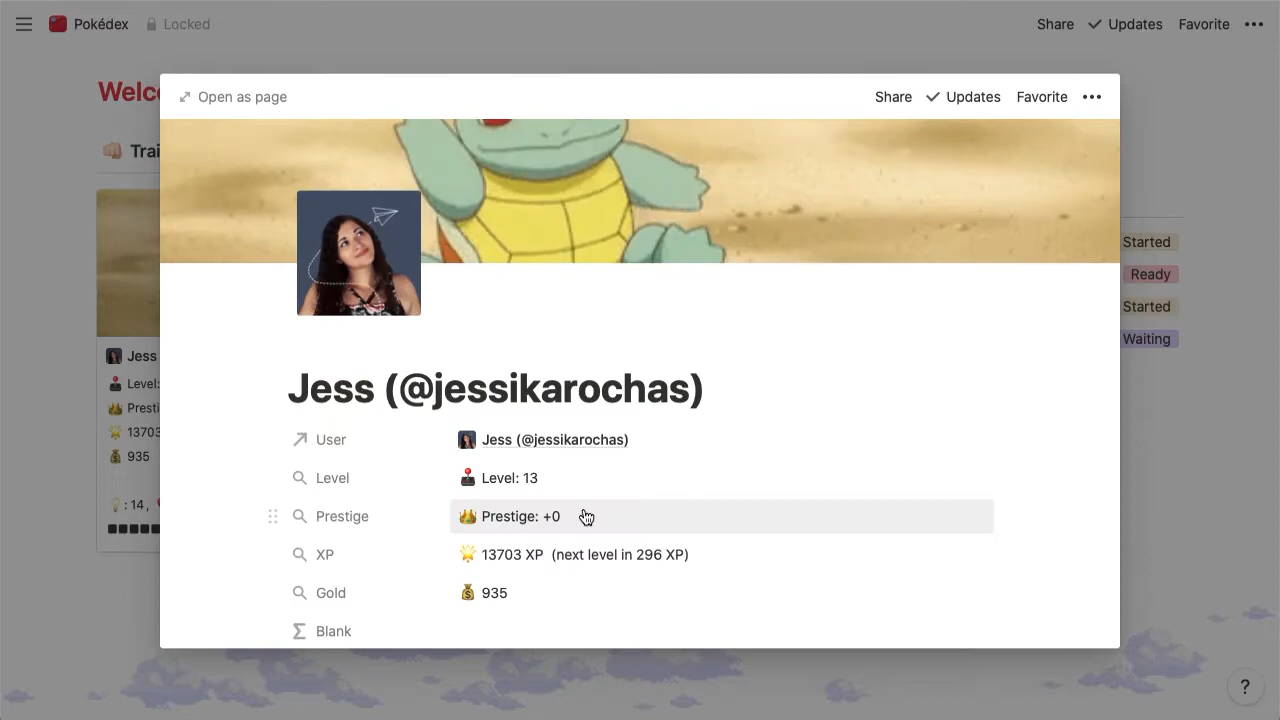 Pokédex Locked Share Updates Favorite
Welc
Open as page Share Updates Favorite
Trai
Started
Ready
Started
Waiting
Jess
Level:
Presti
13703
935
: 14,
Jess (@jessikarochas)
User Jess (@jessikarochas)
Level Level: 13
Prestige Prestige: +0
XP 13703 XP (next level in 296 XP)
Gold 935
Blank
?